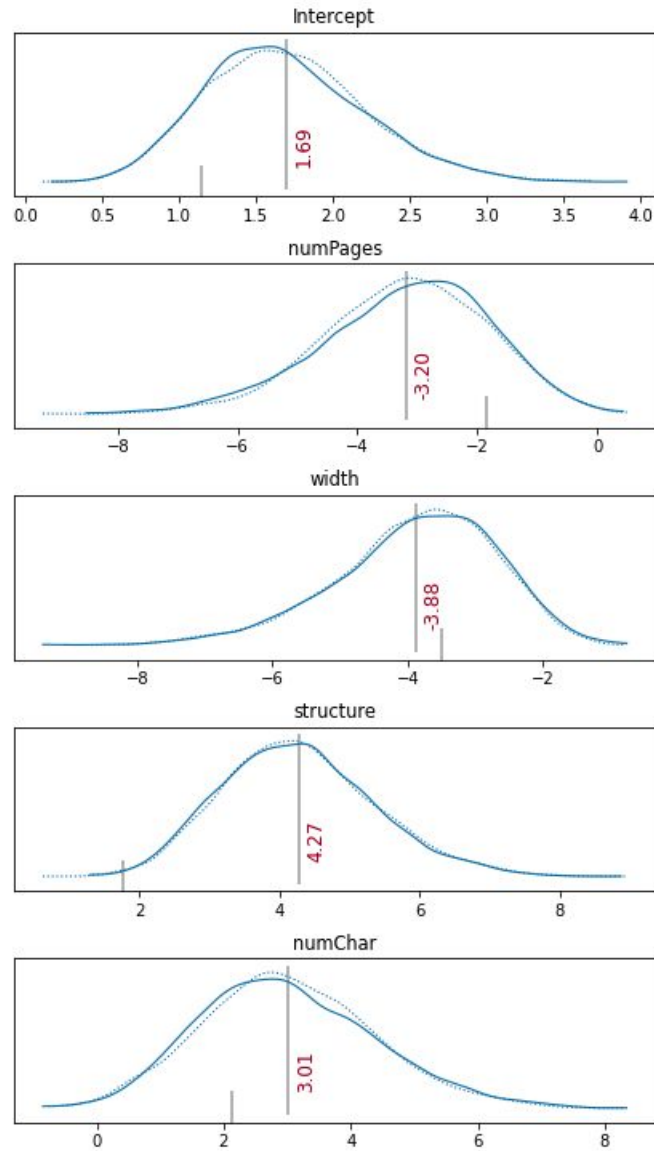 Intercept
1.69
0.0 0.5 1.0 1.5 2.0 2.5 3.0 3.5 4.0
numPages
-3.20
−8 −6 −4 −2 0
width
-3.88
−8 −6 −4 −2
structure
4.27
2 4 6 8
numChar
3.01
0 2 4 6 8